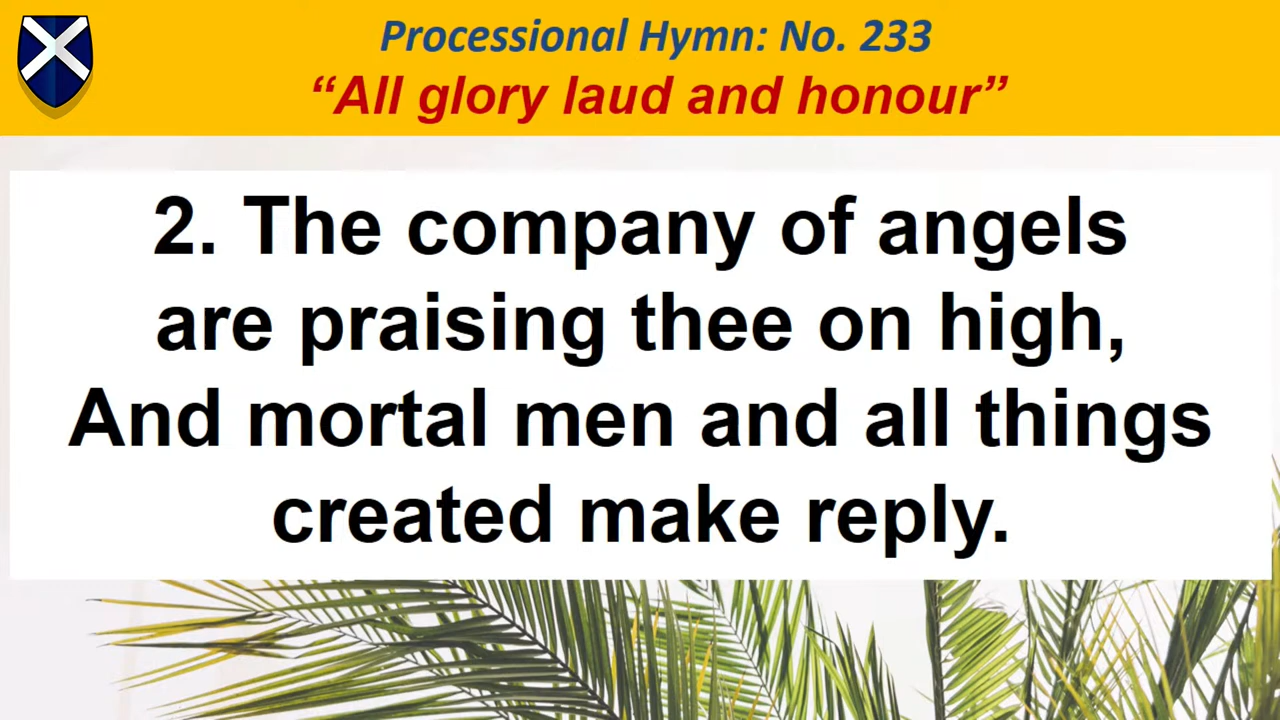 Processional Hymn: No. 233
“All glory laud and honour”
2. The company of angels
are praising thee on high,
And mortal men and all things
created make reply.